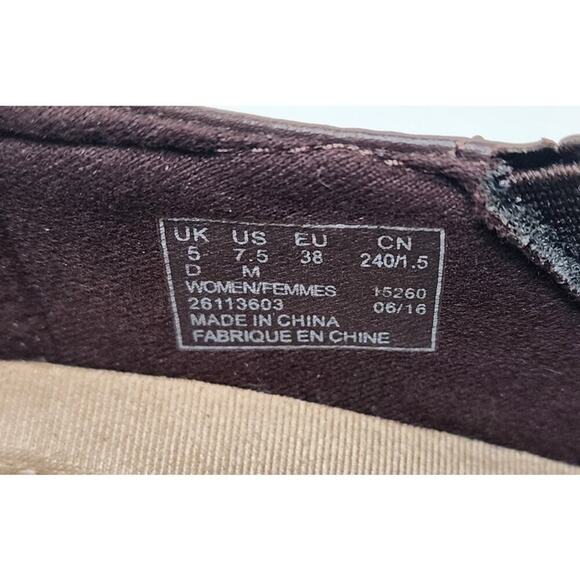 UK US EU CN
5 7.5 38 240/1.5
D M
WOMEN/FEMMES 15260
26113603 06/16
MADE IN CHINA
FABRIQUE EN CHINE